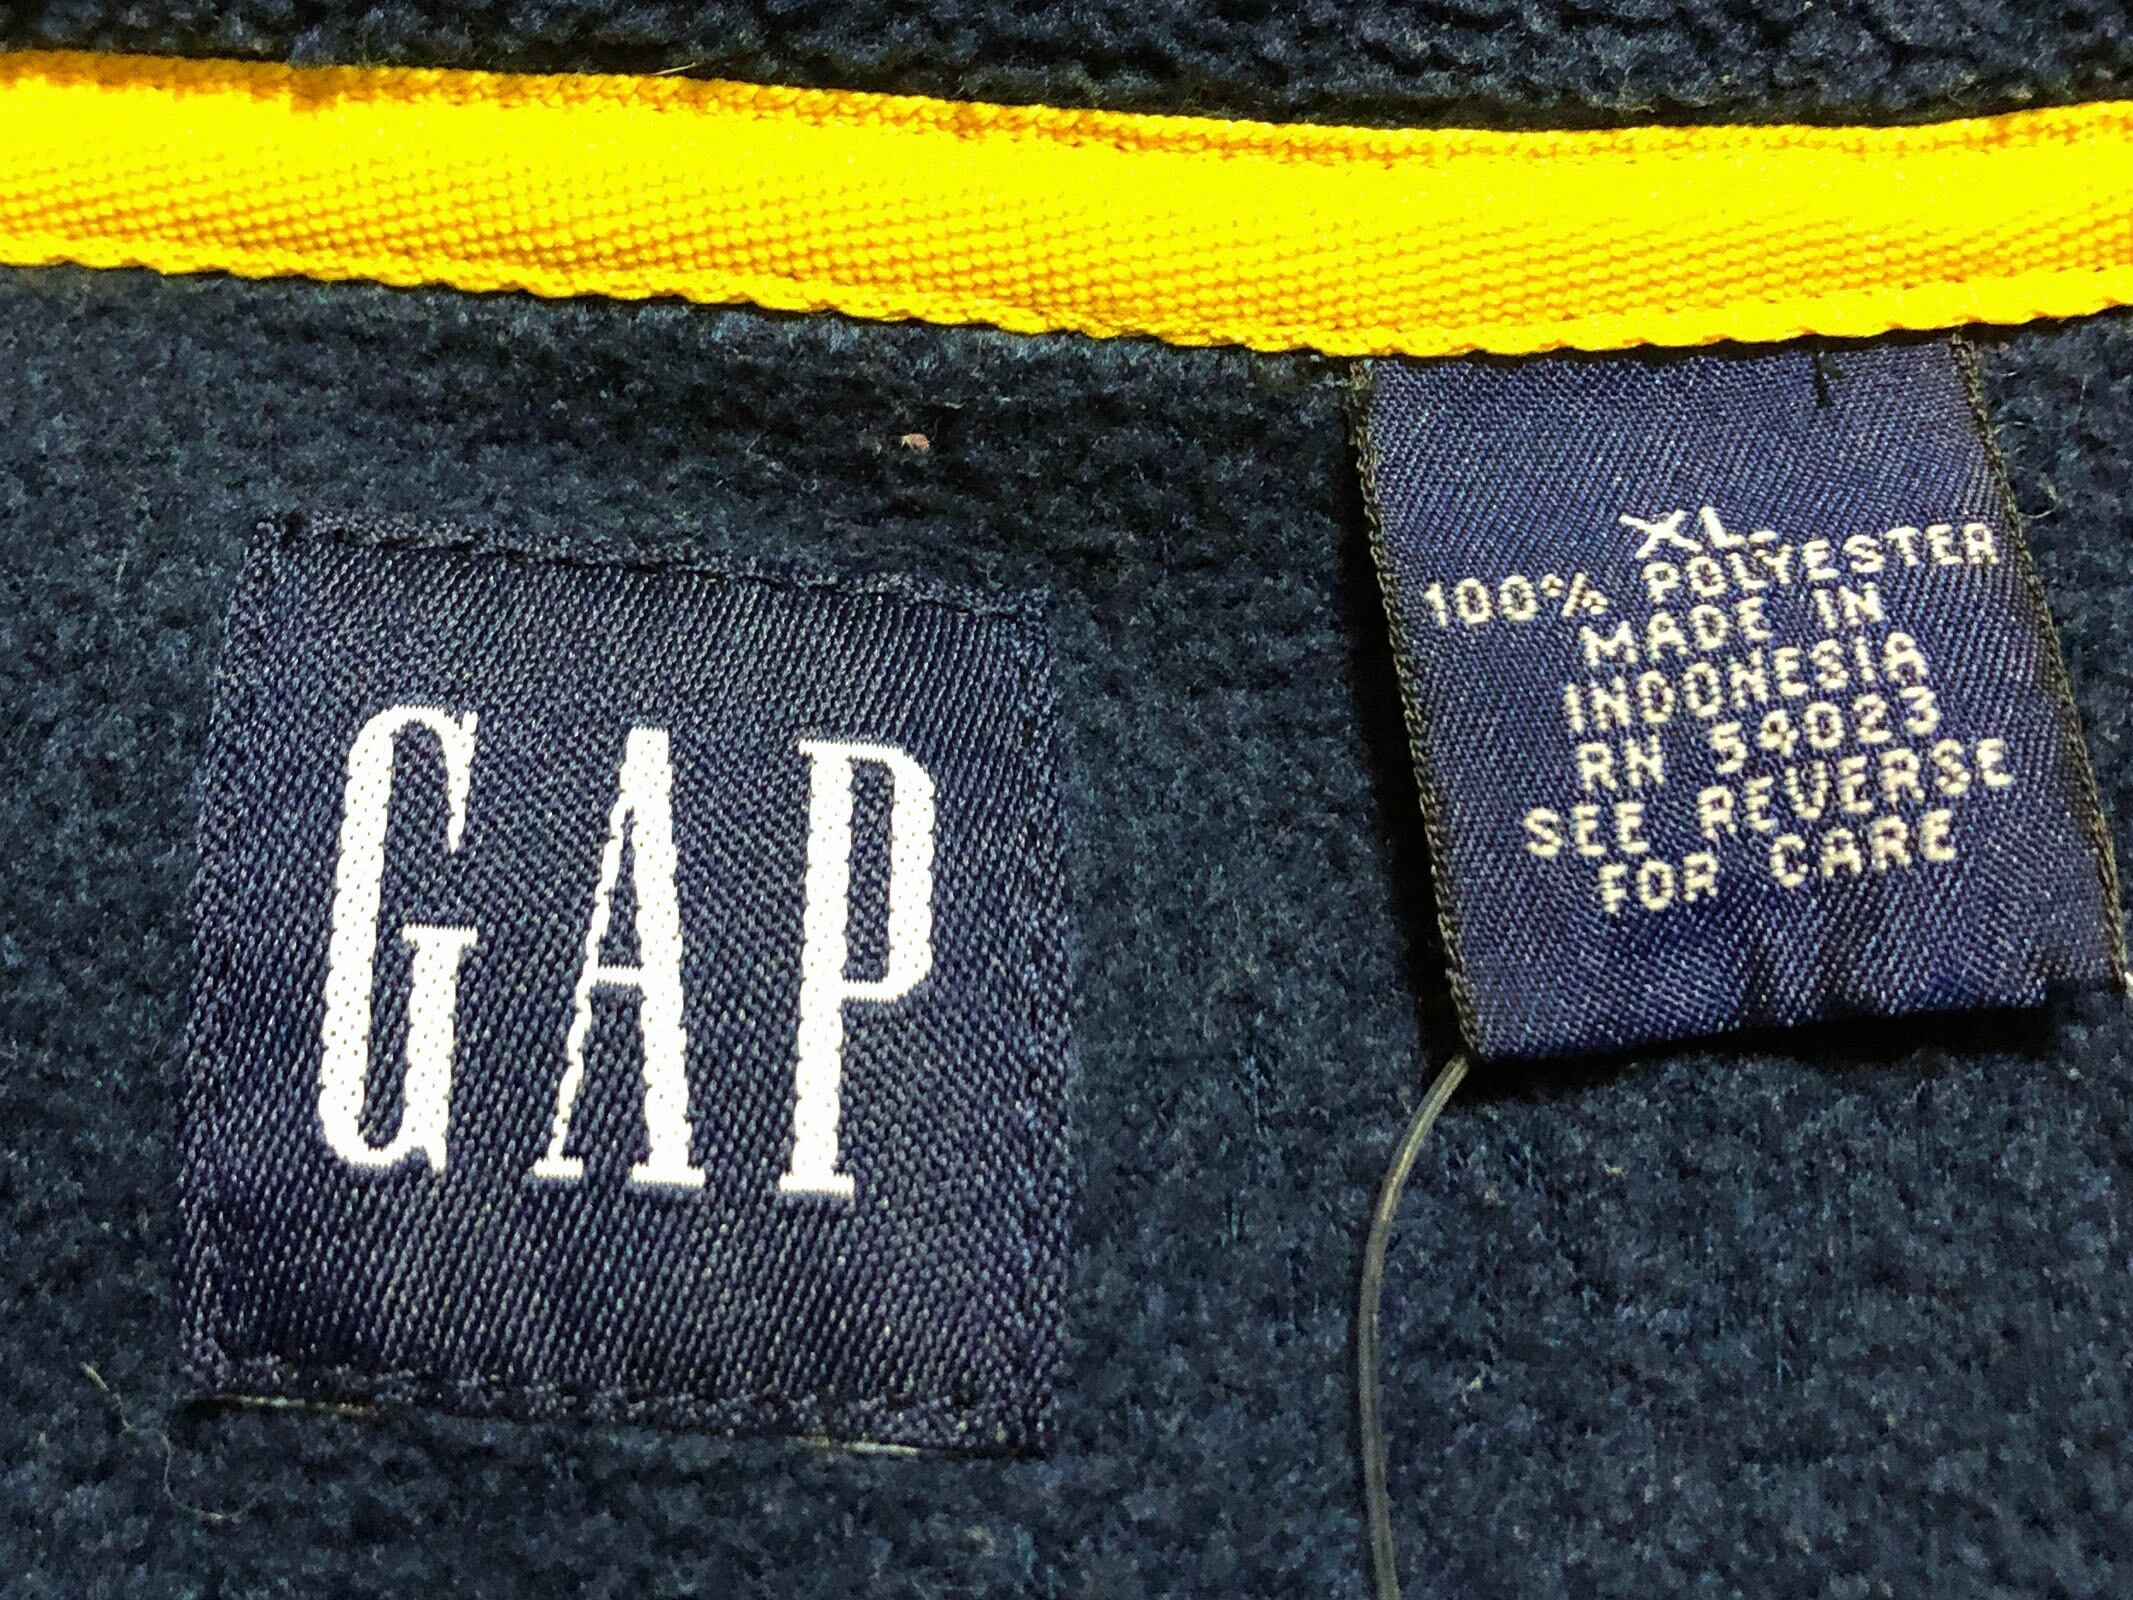 GAP
XL
100% POLYESTER
MADE IN
INDONESIA
RN 54023
SEE REVERSE
FOR CARE